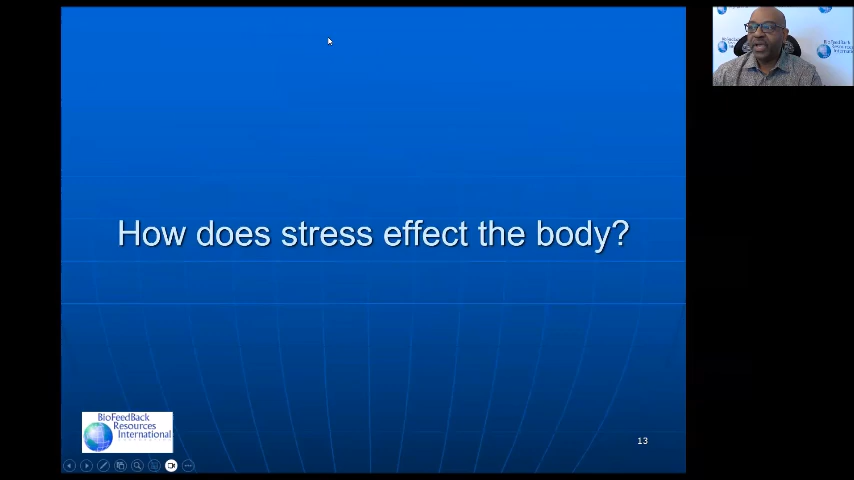 How does stress effect the body?
BioFeedBack
Resources
International
13